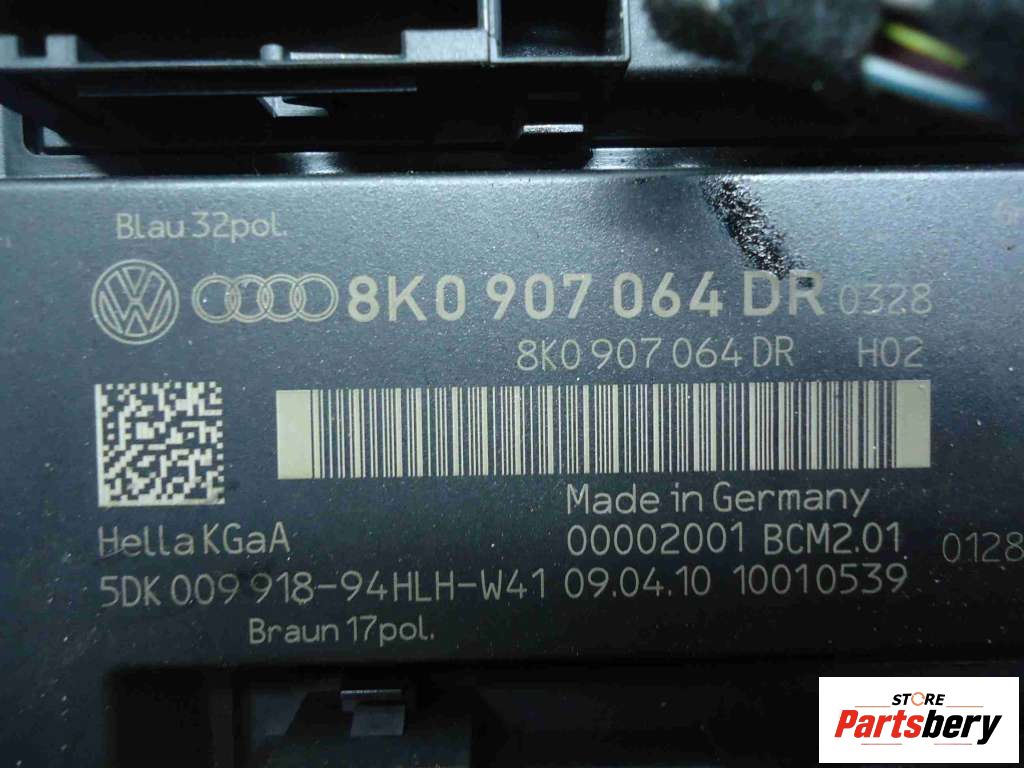 Blau 32pol.
8K0 907 064 DR 0328
8K0 907 064 DR H02
Made in Germany
Hella KGaA 00002001 BCM2.01 0128
5DK 009 918-94HLH-W41 09.04.10 10010539
Braun 17pol.
STORE
Partsbery